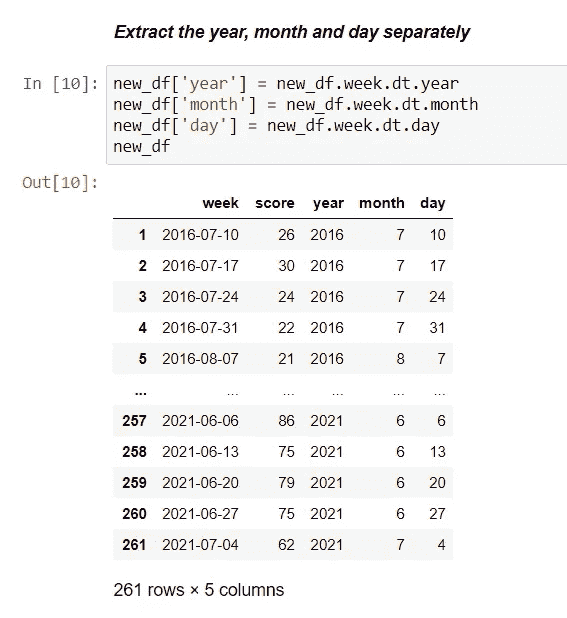 Extract the year, month and day separately
In [10]: new_df['year'] = new_df.week.dt.year
new_df['month'] = new_df.week.dt.month
new_df['day'] = new_df.week.dt.day
new_df
Out[10]:
week score year month day
1 2016-07-10 26 2016 7 10
2 2016-07-17 30 2016 7 17
3 2016-07-24 24 2016 7 24
4 2016-07-31 22 2016 7 31
5 2016-08-07 21 2016 8 7
... ... ... ... ... ...
257 2021-06-06 86 2021 6 6
258 2021-06-13 75 2021 6 13
259 2021-06-20 79 2021 6 20
260 2021-06-27 75 2021 6 27
261 2021-07-04 62 2021 7 4
261 rows × 5 columns